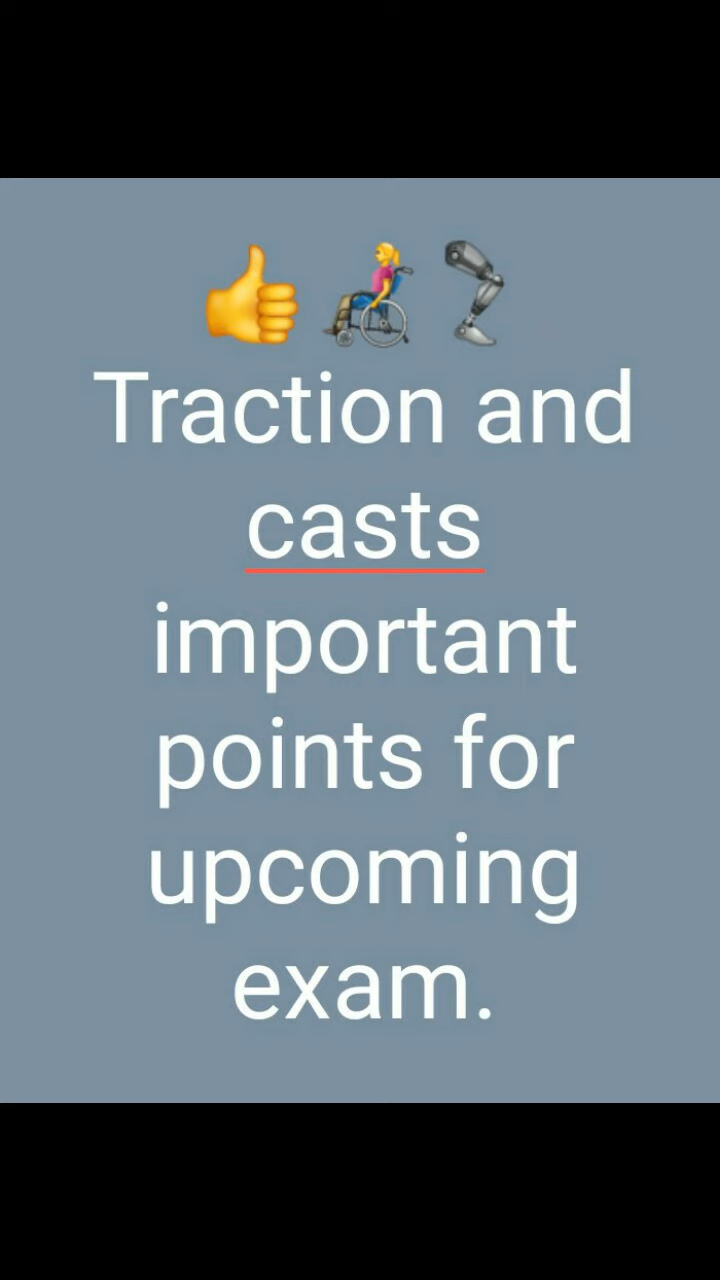 Traction and
casts
important
points for
upcoming
exam.